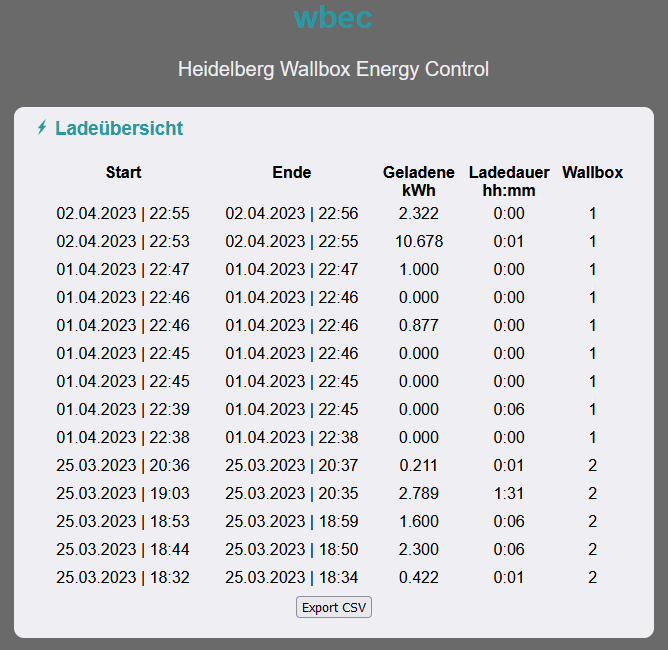 wbec
Heidelberg Wallbox Energy Control
Ladeübersicht
Start Ende Geladene kWh Ladedauer hh:mm Wallbox
02.04.2023 | 22:55 02.04.2023 | 22:56 2.322 0:00 1
02.04.2023 | 22:53 02.04.2023 | 22:55 10.678 0:01 1
01.04.2023 | 22:47 01.04.2023 | 22:47 1.000 0:00 1
01.04.2023 | 22:46 01.04.2023 | 22:46 0.000 0:00 1
01.04.2023 | 22:46 01.04.2023 | 22:46 0.877 0:00 1
01.04.2023 | 22:45 01.04.2023 | 22:46 0.000 0:00 1
01.04.2023 | 22:45 01.04.2023 | 22:45 0.000 0:00 1
01.04.2023 | 22:39 01.04.2023 | 22:45 0.000 0:06 1
01.04.2023 | 22:38 01.04.2023 | 22:38 0.000 0:00 1
25.03.2023 | 20:36 25.03.2023 | 20:37 0.211 0:01 2
25.03.2023 | 19:03 25.03.2023 | 20:35 2.789 1:31 2
25.03.2023 | 18:53 25.03.2023 | 18:59 1.600 0:06 2
25.03.2023 | 18:44 25.03.2023 | 18:50 2.300 0:06 2
25.03.2023 | 18:32 25.03.2023 | 18:34 0.422 0:01 2
Export CSV